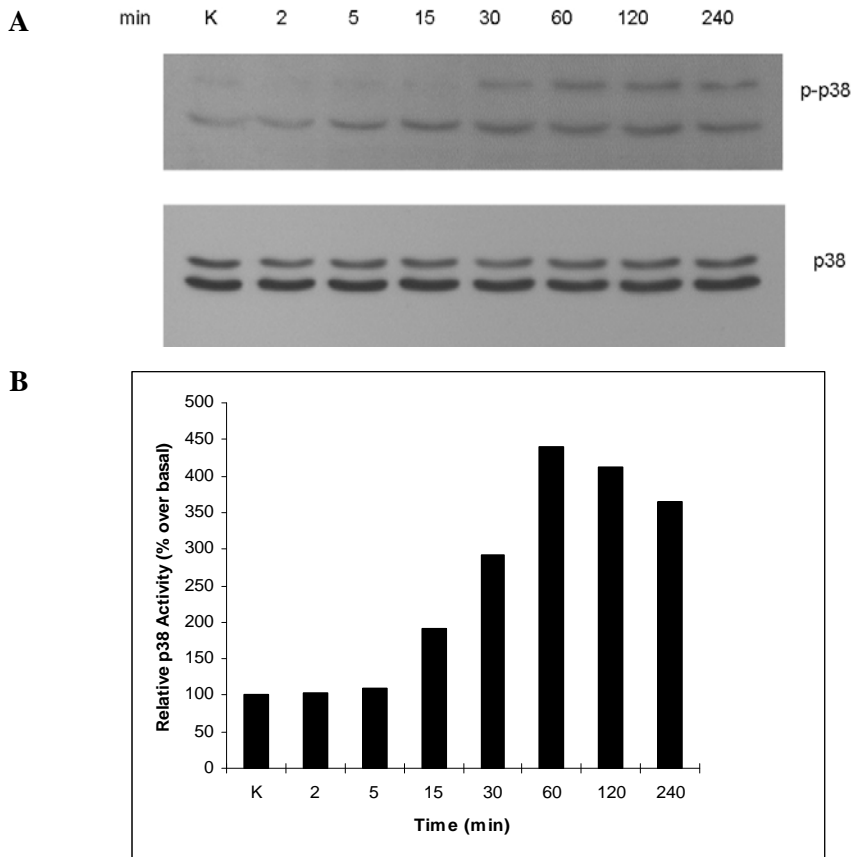 A
min K 2 5 15 30 60 120 240
p-p38
p38
B
Relative p38 Activity (% over basal)
500
450
400
350
300
250
200
150
100
50
0
K 2 5 15 30 60 120 240
Time (min)